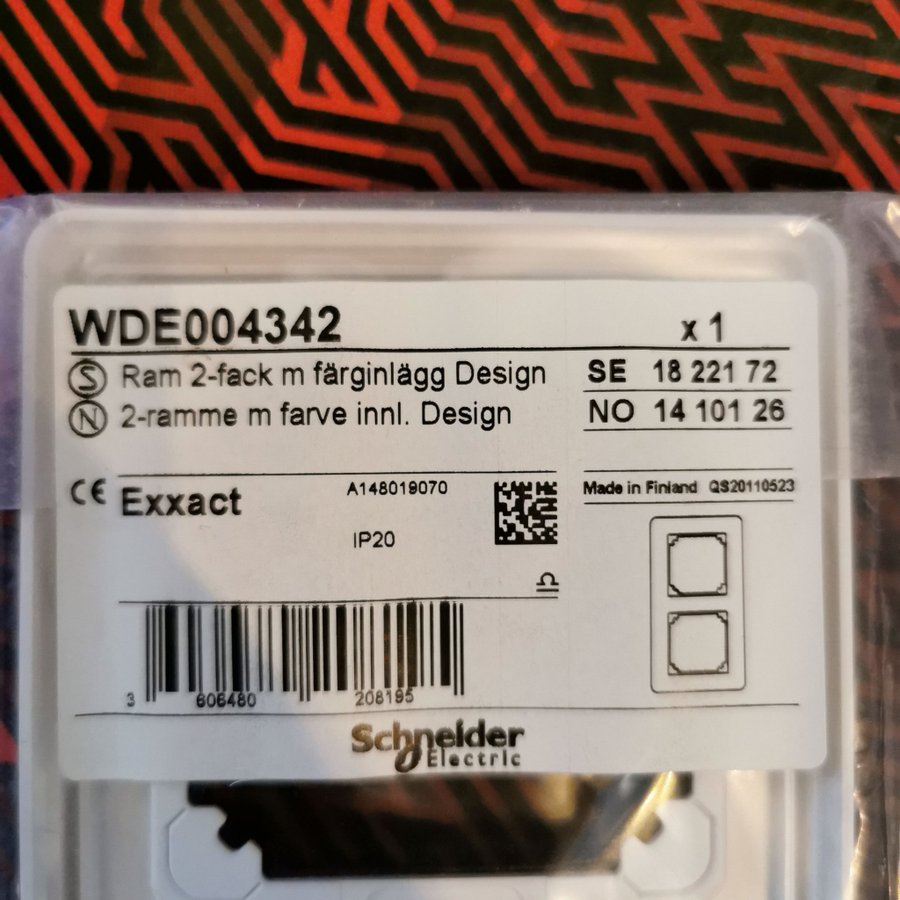 WDE004342 x 1
S Ram 2-fack m färginlägg Design SE 18 221 72
N 2-ramme m farve innl. Design NO 14 101 26
CE Exxact A148019070 Made in Finland QS20110523
IP20
3 606480 208195
Schneider
Electric